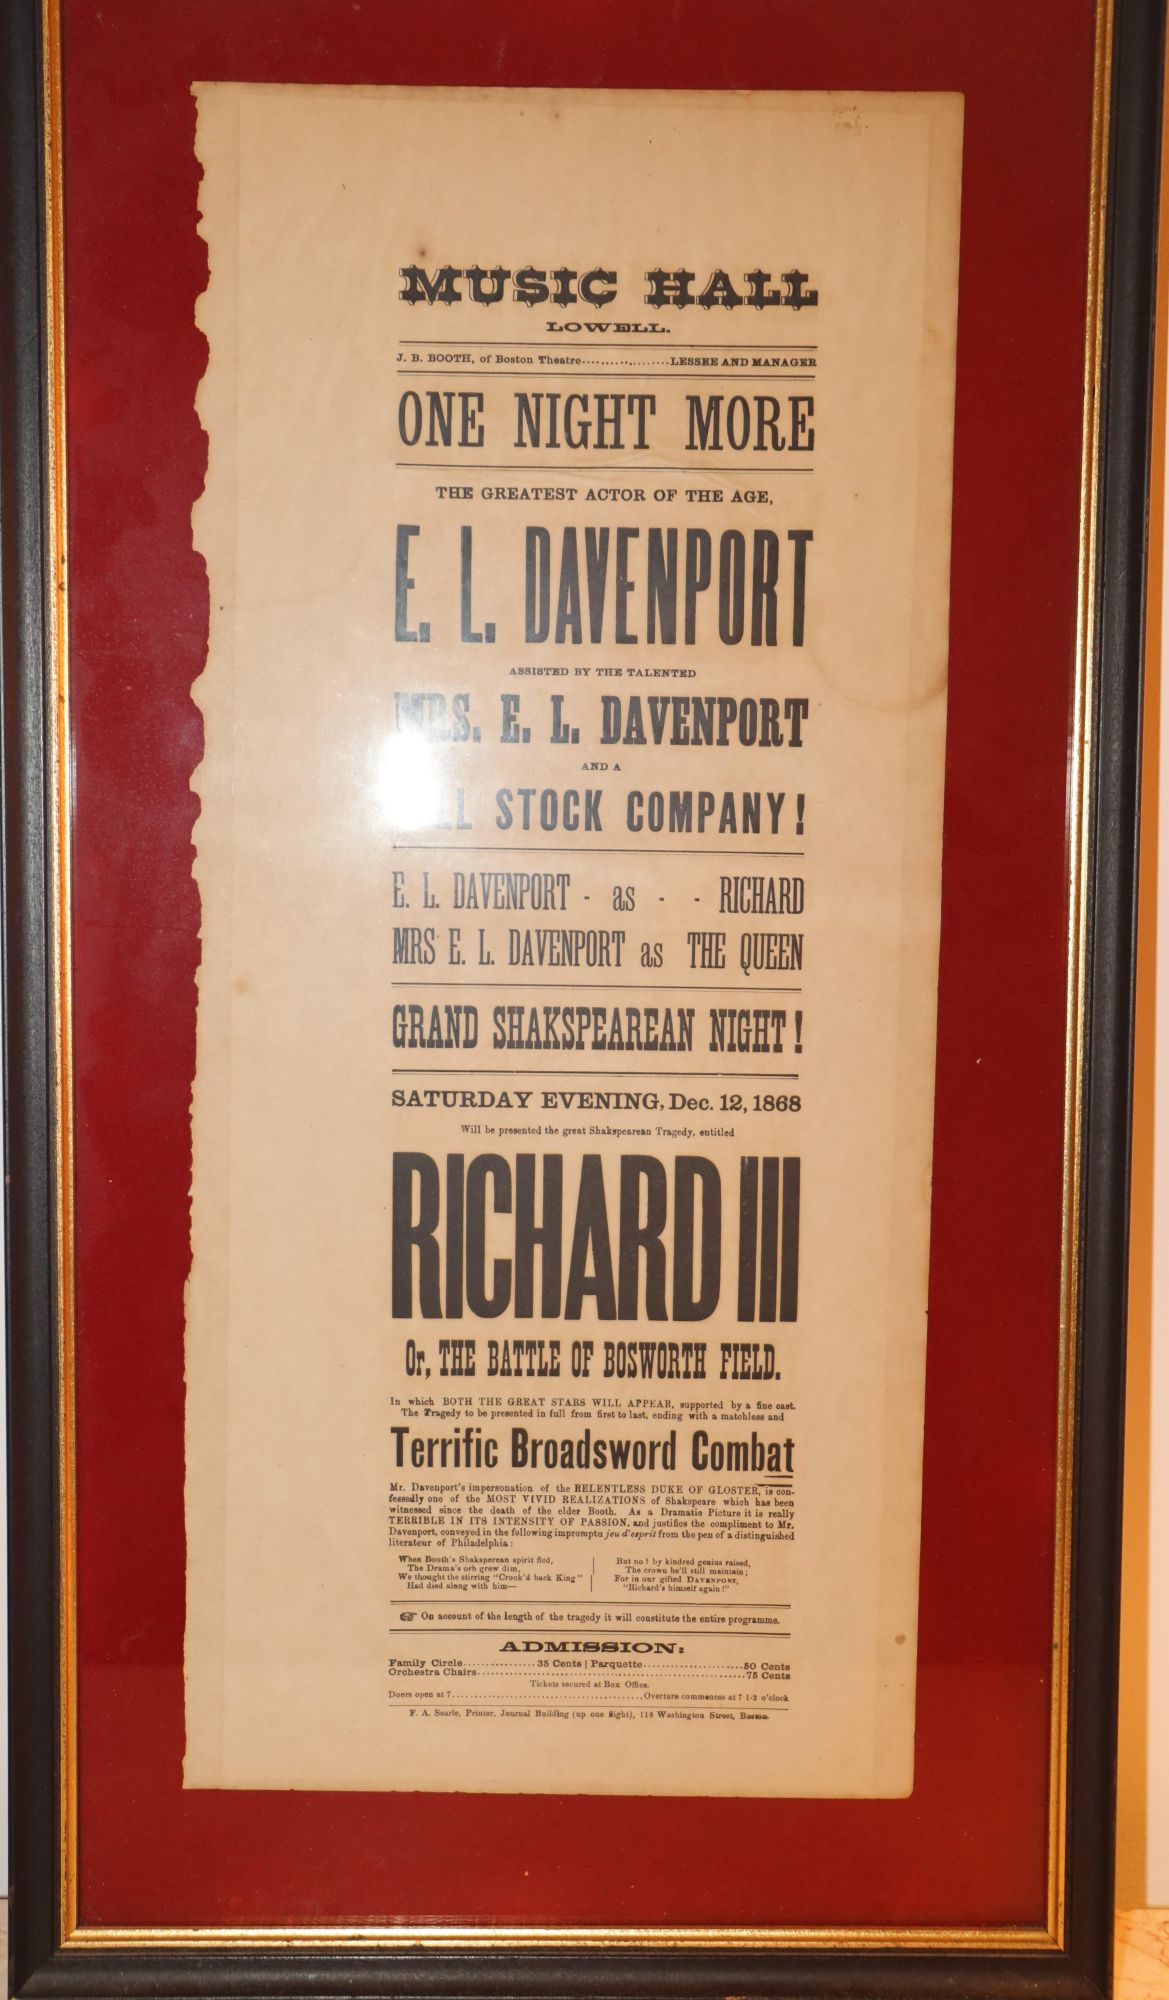 MUSIC HALL
LOWELL.
J. B. BOOTH, of Boston Theatre....................LESSEE AND MANAGER
ONE NIGHT MORE
THE GREATEST ACTOR OF THE AGE,
E. L. DAVENPORT
ASSISTED BY THE TALENTED
MRS. E. L. DAVENPORT
AND A
STOCK COMPANY!
E. L. DAVENPORT - as - - RICHARD
MRS E. L. DAVENPORT as THE QUEEN
GRAND SHAKSPEAREAN NIGHT!
SATURDAY EVENING, Dec. 12, 1868
Will be presented the great Shakspearean Tragedy, entitled
RICHARD III
Or, THE BATTLE OF BOSWORTH FIELD.
In which BOTH THE GREAT STARS WILL APPEAR, supported by a fine cast.
The Tragedy to be presented in full from first to last, ending with a matchless and
Terrific Broadsword Combat
Mr. Davenport's impersonation of the RELENTLESS DUKE OF GLOSTER, is con-
fessedly one of the MOST VIVID REALIZATIONS of Shakspeare which has been
witnessed since the death of the elder Booth. As a Dramatic Picture it is really
TERRIBLE IN ITS INTENSITY OF PASSION, and justifies the compliment to Mr.
Davenport, conveyed in the following impromptu jeu d'esprit from the pen of a distinguished
literateur of Philadelphia:
When Booth's Shaksperean spirit fled,
The Drama's orb grew dim,
We thought the stirring "Crook'd back King"
Had died along with him—
But no! by kindred genius raised,
The crown he'll still maintain;
For in our gifted DAVENPORT,
"Richard's himself again!"
☞ On account of the length of the tragedy it will constitute the entire programme.
ADMISSION:
Family Circle................35 Cents | Parquette......................50 Cents
Orchestra Chairs............................................................75 Cents
Tickets secured at Box Office.
Doors open at 7..........................................Overture commences at 7 1-2 o'clock
F. A. Searle, Printer, Journal Building (up one flight), 118 Washington Street, Boston.